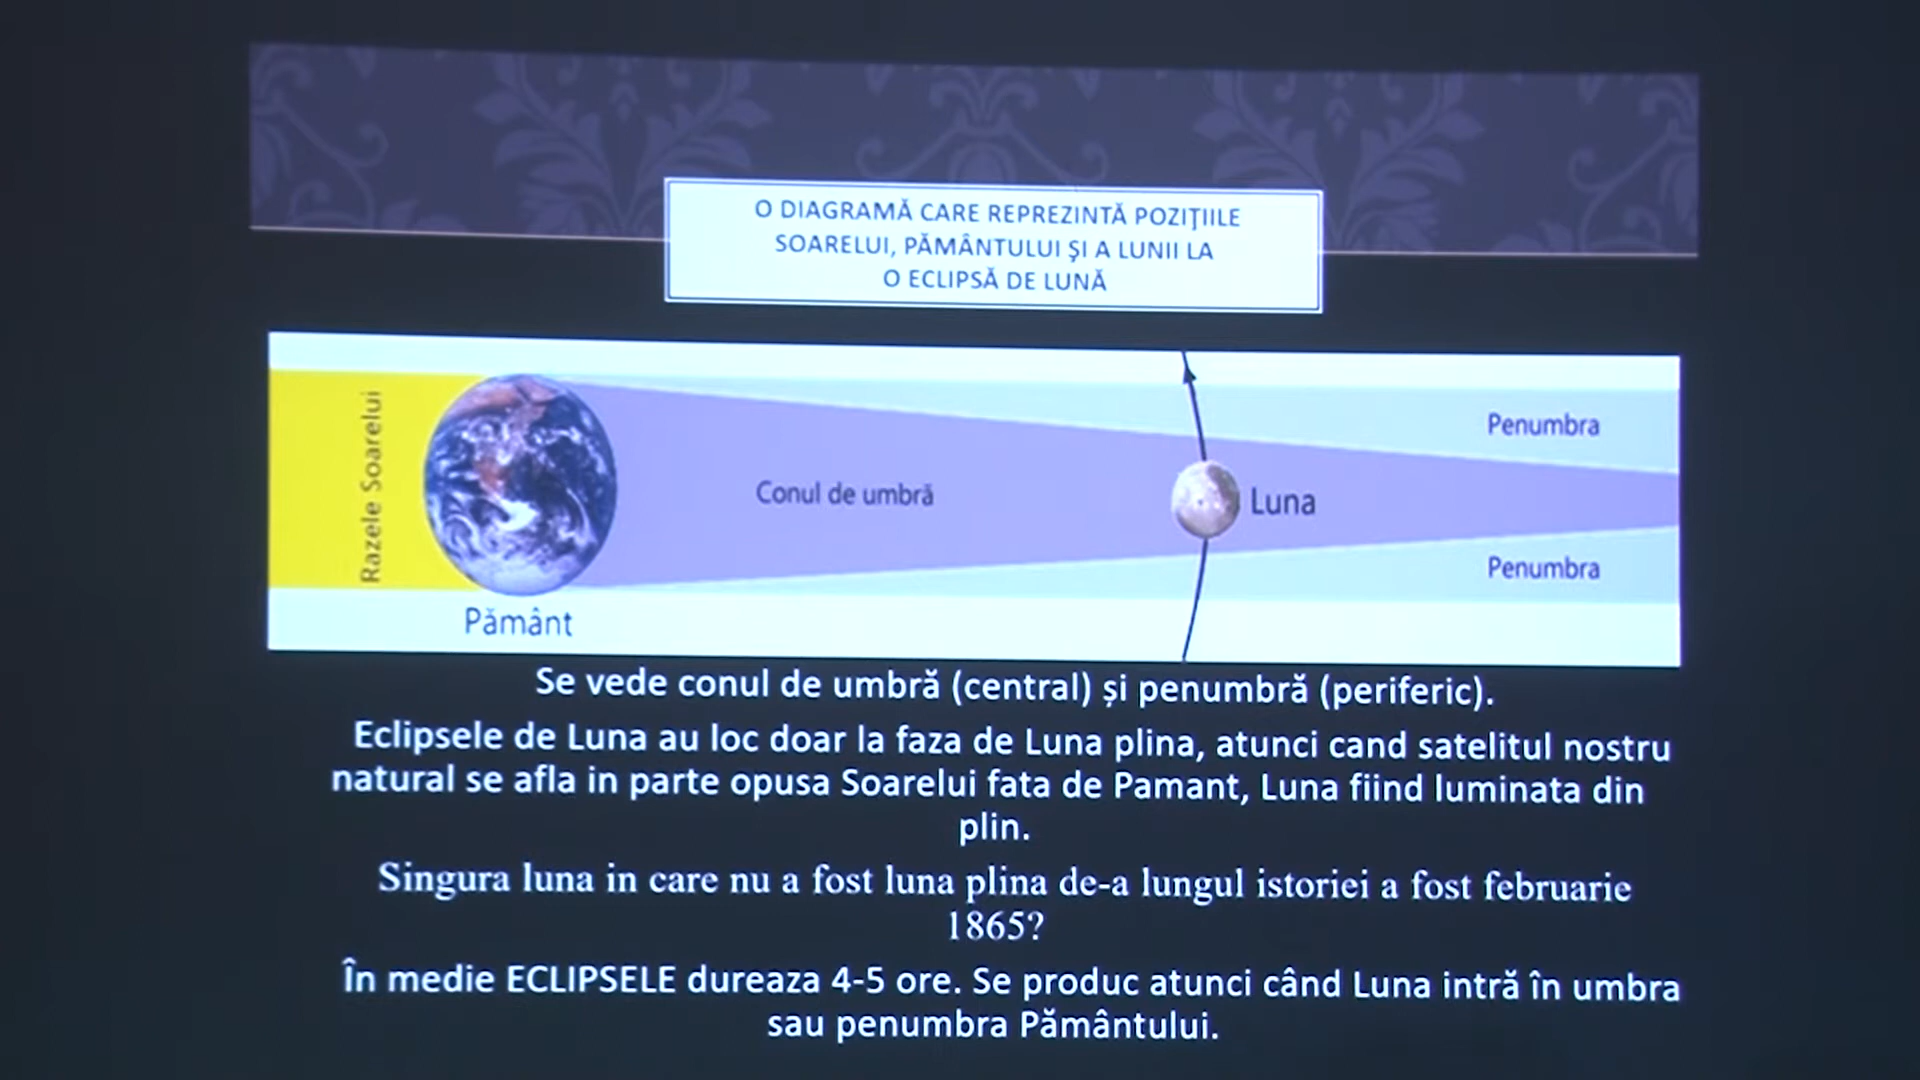 O DIAGRAMĂ CARE REPREZINTĂ POZIŢIILE
SOARELUI, PĂMÂNTULUI ŞI A LUNII LA
O ECLIPSĂ DE LUNĂ
Razele Soarelui
Pământ
Conul de umbră
Luna
Penumbra
Penumbra
Se vede conul de umbră (central) și penumbră (periferic).
Eclipsele de Luna au loc doar la faza de Luna plina, atunci cand satelitul nostru
natural se afla in parte opusa Soarelui fata de Pamant, Luna fiind luminata din
plin.
Singura luna in care nu a fost luna plina de-a lungul istoriei a fost februarie
1865?
În medie ECLIPSELE dureaza 4-5 ore. Se produc atunci când Luna intră în umbra
sau penumbra Pământului.